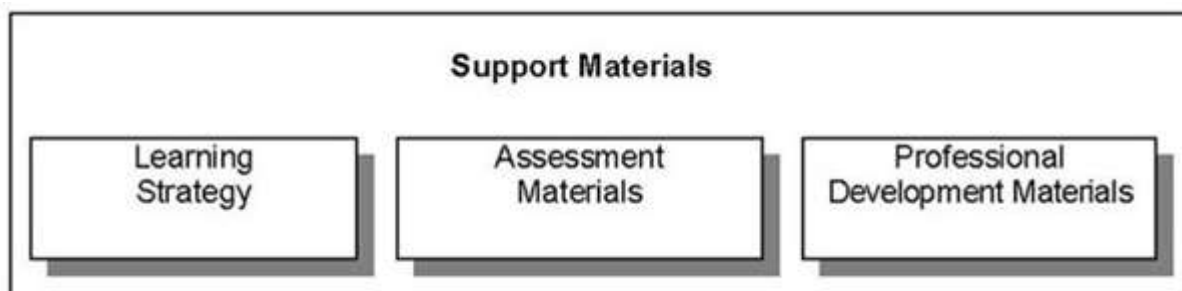 Support Materials
Learning
Strategy
Assessment
Materials
Professional
Development Materials